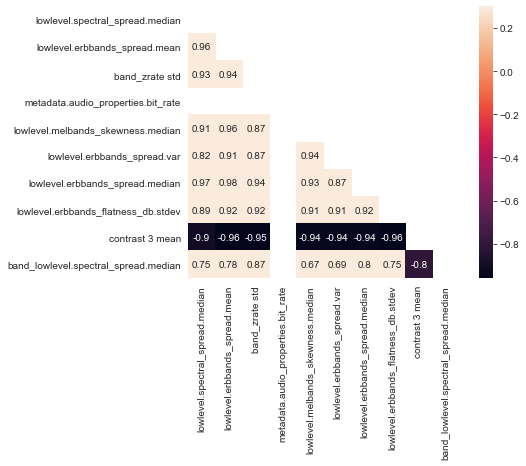 lowlevel.spectral_spread.median
lowlevel.erbbands_spread.mean 0.96
band_zrate std 0.93 0.94
metadata.audio_properties.bit_rate
lowlevel.melbands_skewness.median 0.91 0.96 0.87
lowlevel.erbbands_spread.var 0.82 0.91 0.87 0.94
lowlevel.erbbands_spread.median 0.97 0.98 0.94 0.93 0.87
lowlevel.erbbands_flatness_db.stdev 0.89 0.92 0.92 0.91 0.91 0.92
contrast 3 mean -0.9 -0.96 -0.95 -0.94 -0.94 -0.94 -0.96
band_lowlevel.spectral_spread.median 0.75 0.78 0.87 0.67 0.69 0.8 0.75 -0.8
lowlevel.spectral_spread.median
lowlevel.erbbands_spread.mean
band_zrate std
metadata.audio_properties.bit_rate
lowlevel.melbands_skewness.median
lowlevel.erbbands_spread.var
lowlevel.erbbands_spread.median
lowlevel.erbbands_flatness_db.stdev
contrast 3 mean
band_lowlevel.spectral_spread.median
0.2
0.0
−0.2
−0.4
−0.6
−0.8